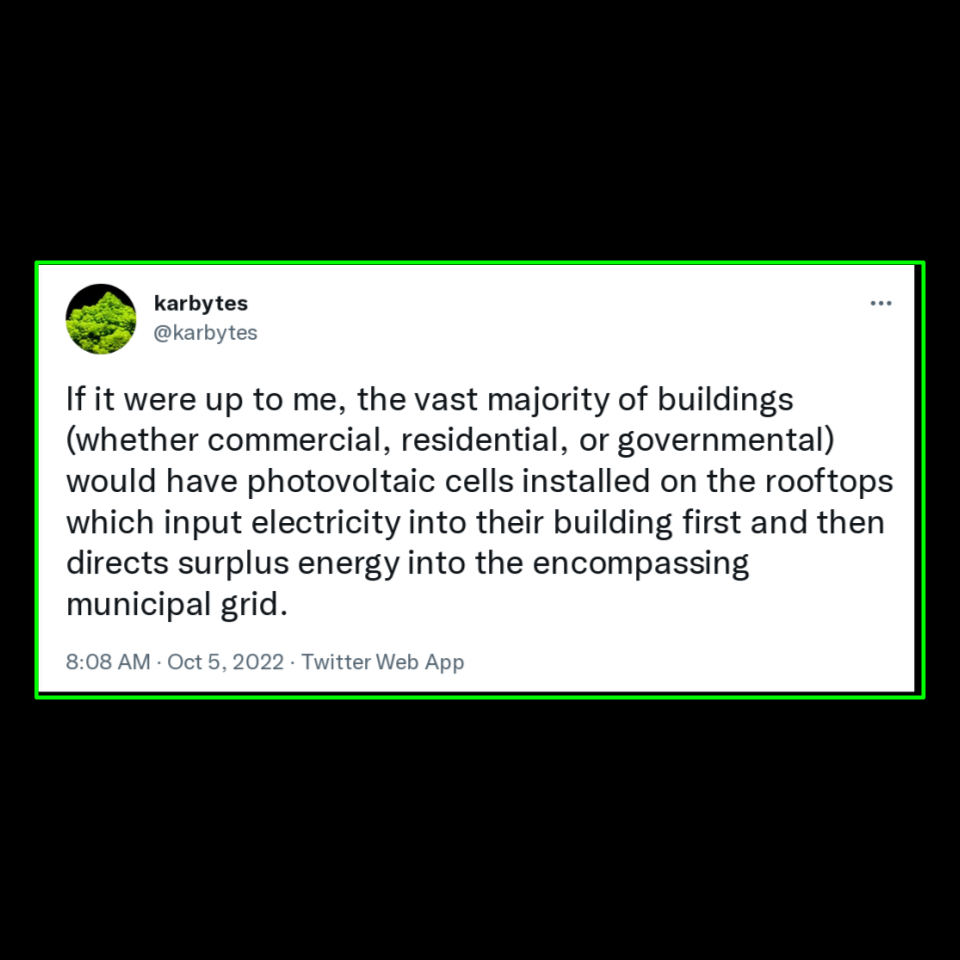 karbytes
@karbytes
If it were up to me, the vast majority of buildings
(whether commercial, residential, or governmental)
would have photovoltaic cells installed on the rooftops
which input electricity into their building first and then
directs surplus energy into the encompassing
municipal grid.
8:08 AM · Oct 5, 2022 · Twitter Web App